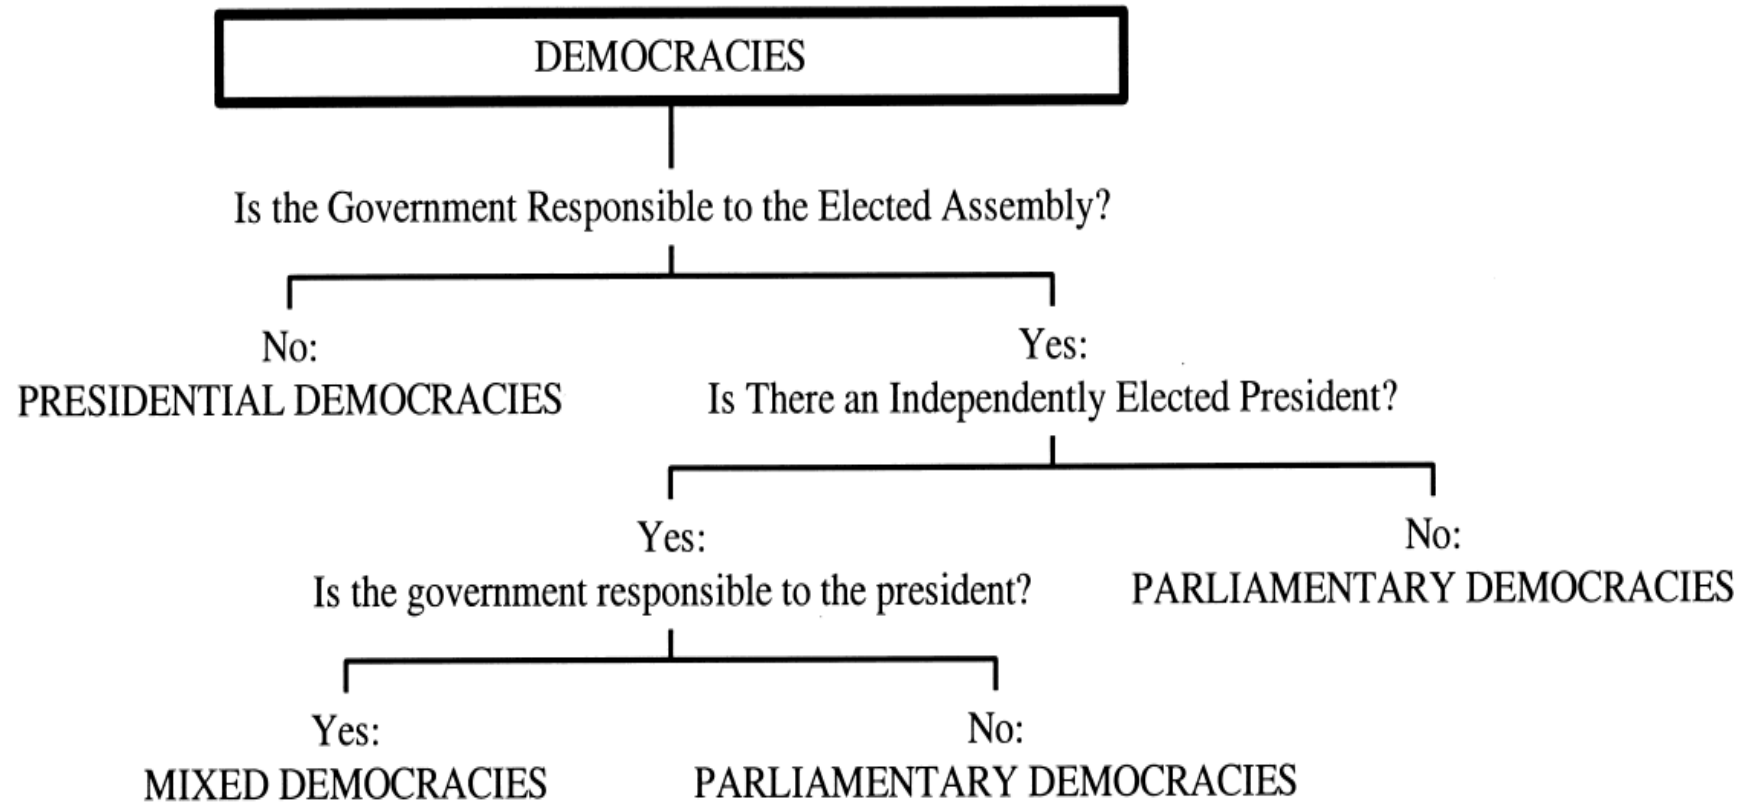 DEMOCRACIES
Is the Government Responsible to the Elected Assembly?
No:
PRESIDENTIAL DEMOCRACIES
Yes:
Is There an Independently Elected President?
Yes:
Is the government responsible to the president?
No:
PARLIAMENTARY DEMOCRACIES
Yes:
MIXED DEMOCRACIES
No:
PARLIAMENTARY DEMOCRACIES